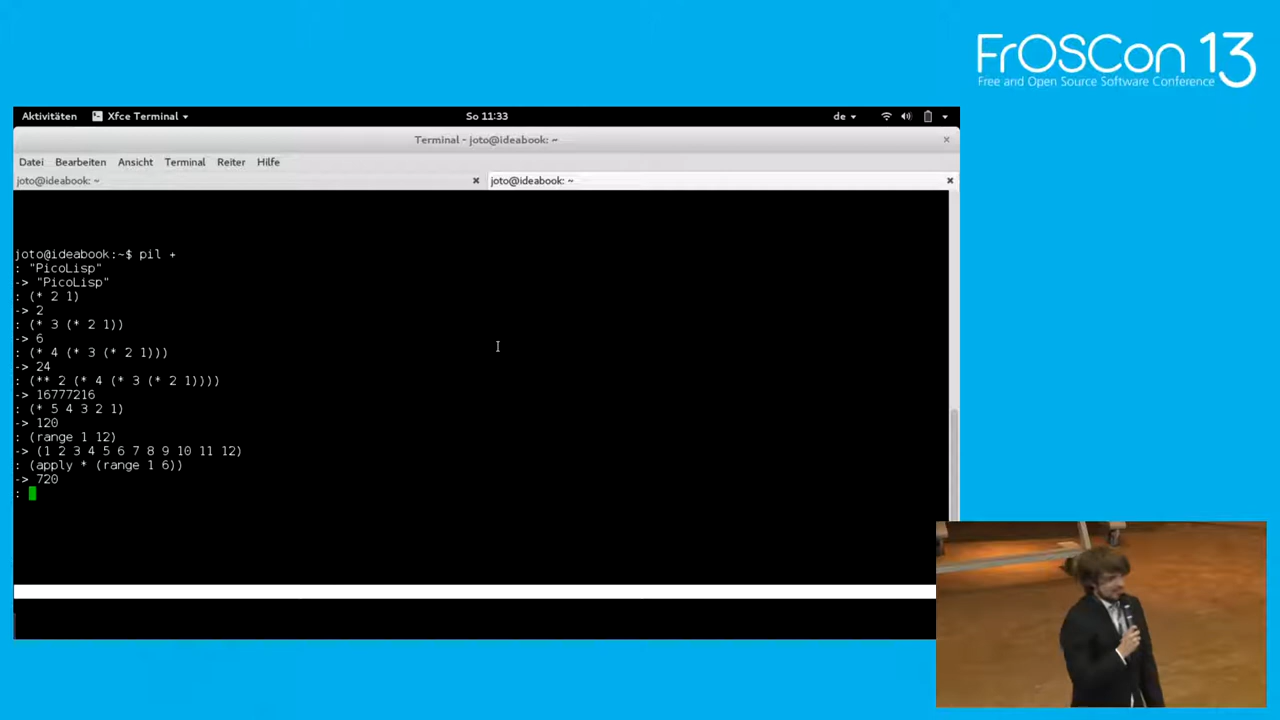 FrOSCon 13
Free and Open Source Software Conference
Aktivitäten Xfce Terminal So 11:33 de
Terminal - joto@ideabook: ~
Datei Bearbeiten Ansicht Terminal Reiter Hilfe
joto@ideabook: ~ joto@ideabook: ~
joto@ideabook:~$ pil +
: "PicoLisp"
-> "PicoLisp"
: (* 2 1)
-> 2
: (* 3 (* 2 1))
-> 6
: (* 4 (* 3 (* 2 1)))
-> 24
: (** 2 (* 4 (* 3 (* 2 1))))
-> 16777216
: (* 5 4 3 2 1)
-> 120
: (range 1 12)
-> (1 2 3 4 5 6 7 8 9 10 11 12)
: (apply * (range 1 6))
-> 720
: